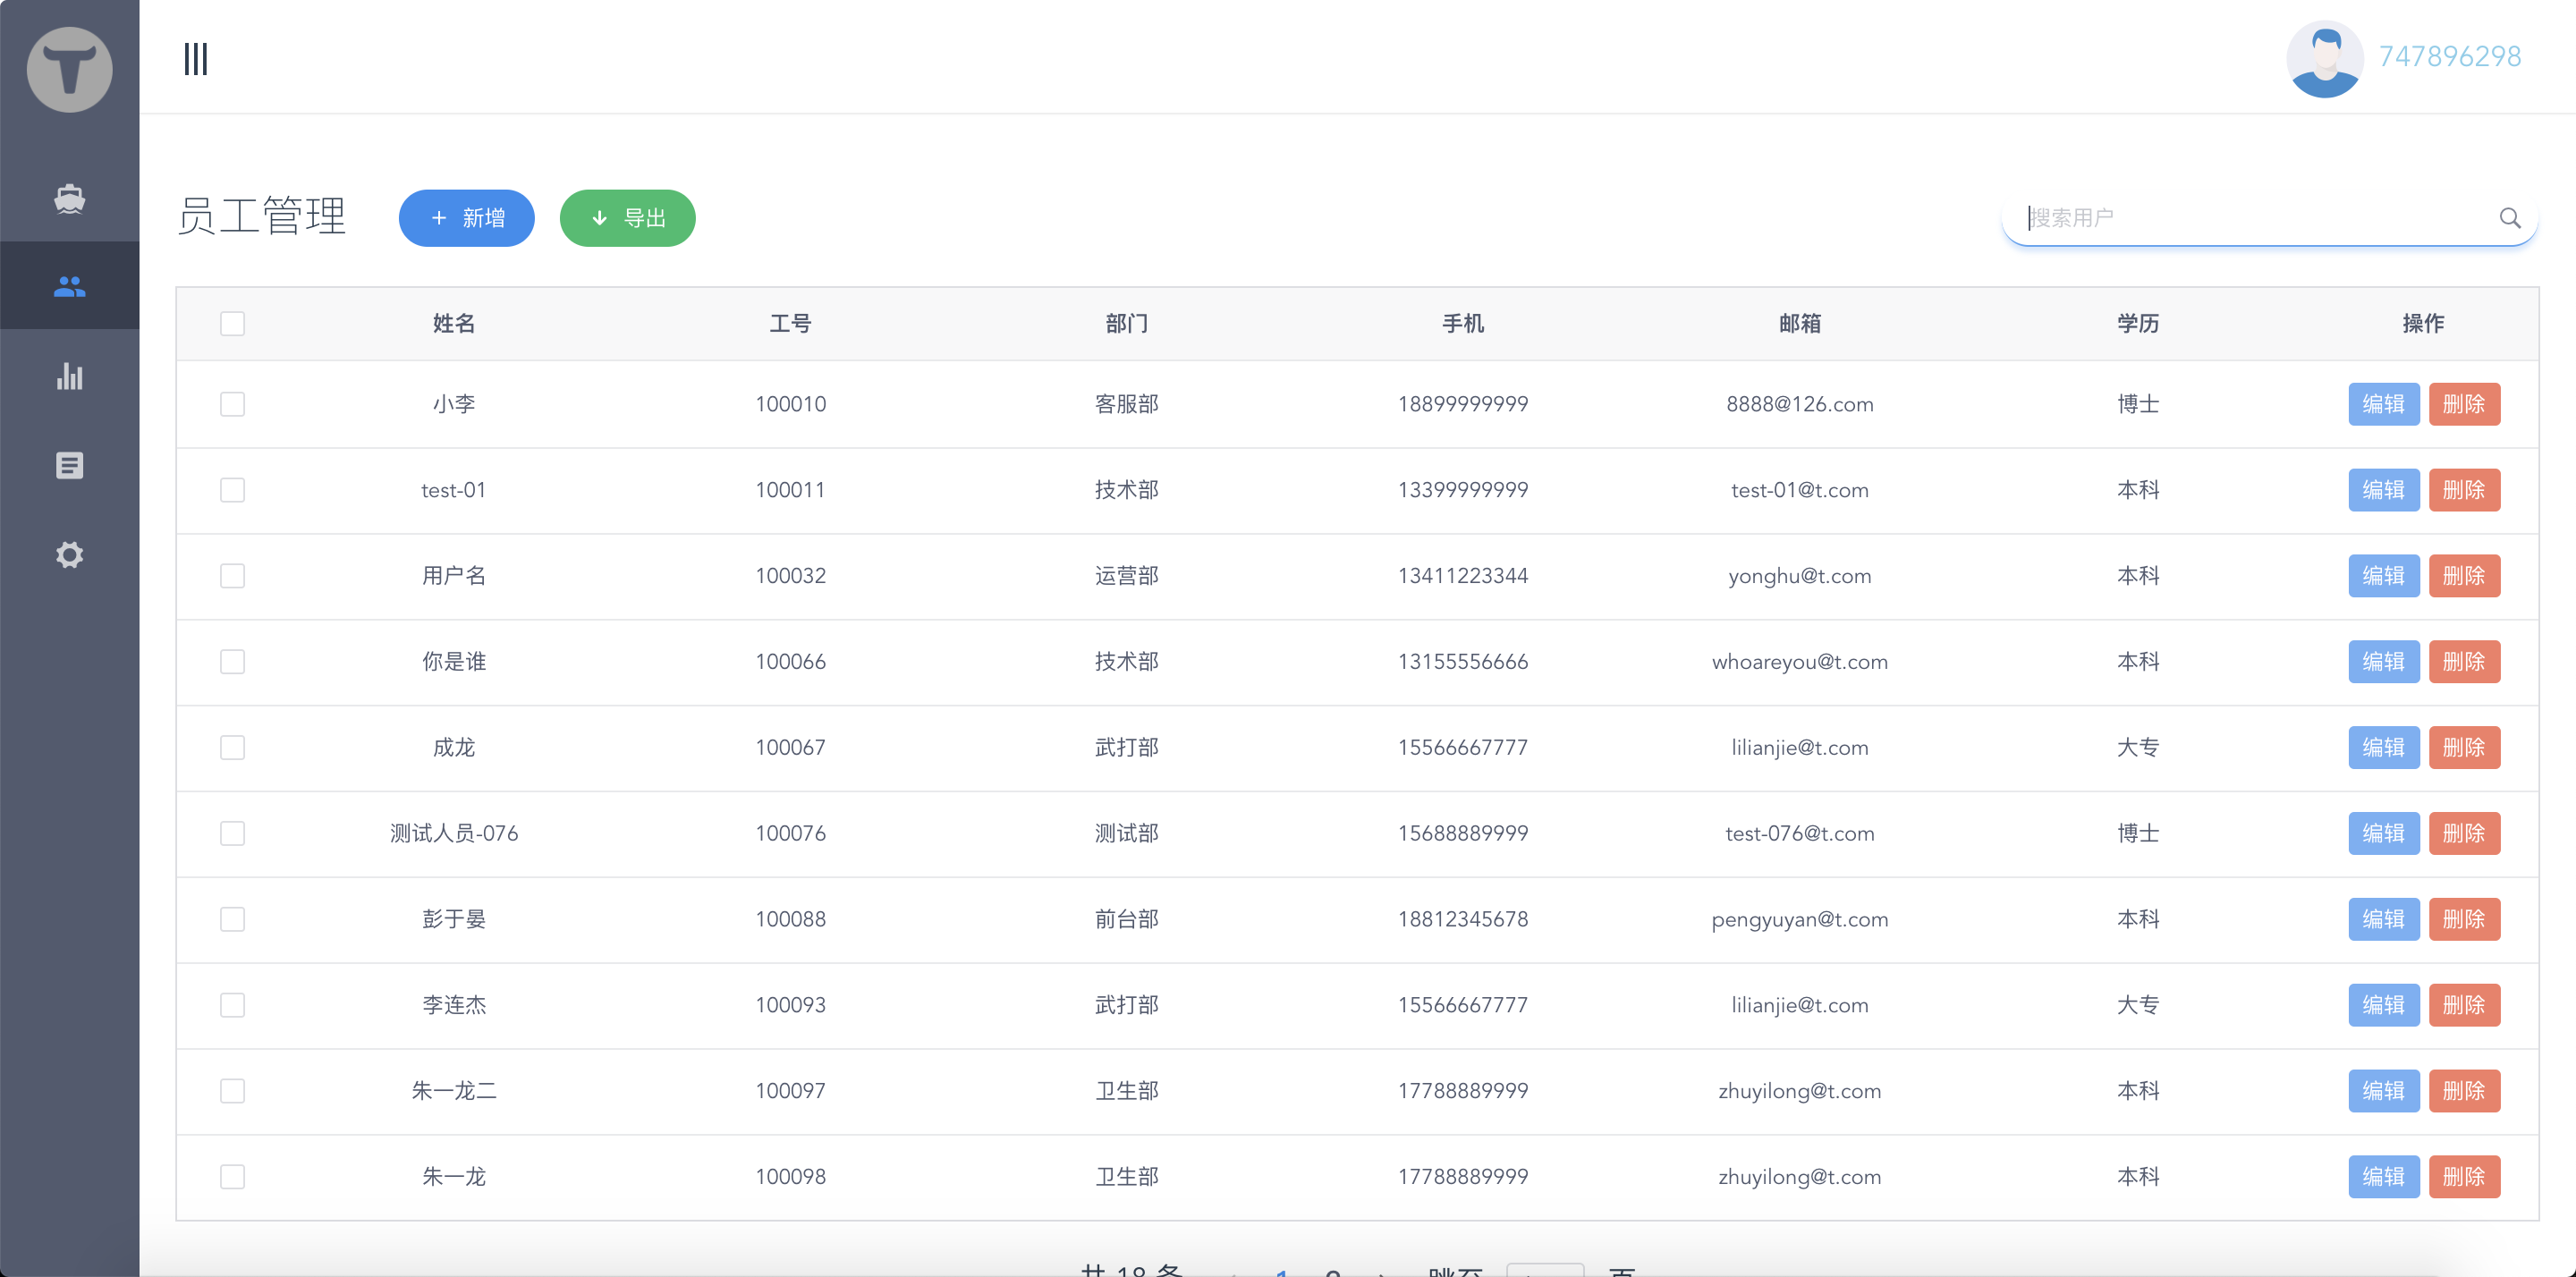 747896298
员工管理 + 新增 导出 搜索用户
姓名 工号 部门 手机 邮箱 学历 操作
小李 100010 客服部 18899999999 8888@126.com 博士 编辑 删除
test-01 100011 技术部 13399999999 test-01@t.com 本科 编辑 删除
用户名 100032 运营部 13411223344 yonghu@t.com 本科 编辑 删除
你是谁 100066 技术部 13155556666 whoareyou@t.com 本科 编辑 删除
成龙 100067 武打部 15566667777 lilianjie@t.com 大专 编辑 删除
测试人员-076 100076 测试部 15688889999 test-076@t.com 博士 编辑 删除
彭于晏 100088 前台部 18812345678 pengyuyan@t.com 本科 编辑 删除
李连杰 100093 武打部 15566667777 lilianjie@t.com 大专 编辑 删除
朱一龙二 100097 卫生部 17788889999 zhuyilong@t.com 本科 编辑 删除
朱一龙 100098 卫生部 17788889999 zhuyilong@t.com 本科 编辑 删除
共 18 条 1 2 跳至 页